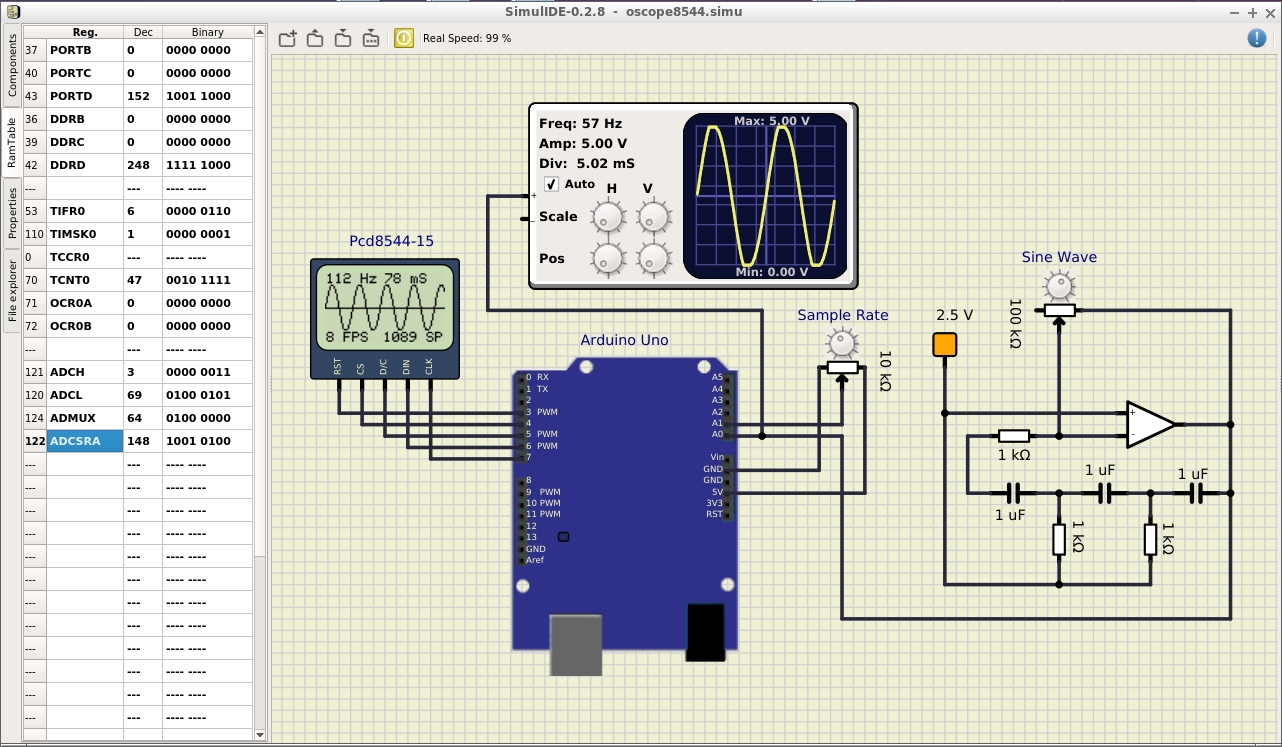 SimulIDE-0.2.8 - oscope8544.simu
Components
RamTable
Properties
File explorer
Reg. Dec Binary
37 PORTB 0 0000 0000
40 PORTC 0 0000 0000
43 PORTD 152 1001 1000
36 DDRB 0 0000 0000
39 DDRC 0 0000 0000
42 DDRD 248 1111 1000
--- --- ---- ----
53 TIFR0 6 0000 0110
110 TIMSK0 1 0000 0001
0 TCCR0 --- ---- ----
70 TCNT0 47 0010 1111
71 OCR0A 0 0000 0000
72 OCR0B 0 0000 0000
--- --- ---- ----
121 ADCH 3 0000 0011
120 ADCL 69 0100 0101
124 ADMUX 64 0100 0000
122 ADCSRA 148 1001 0100
--- --- ---- ----
--- --- ---- ----
--- --- ---- ----
--- --- ---- ----
--- --- ---- ----
--- --- ---- ----
--- --- ---- ----
--- --- ---- ----
--- --- ---- ----
--- --- ---- ----
--- --- ---- ----
--- --- ---- ----
Real Speed: 99 %
Freq: 57 Hz
Amp: 5.00 V
Div: 5.02 mS
Auto
H V
Scale
Pos
+
-
Max: 5.00 V
Min: 0.00 V
Pcd8544-15
112 Hz 78 mS
8 FPS 1089 SP
RST
CS
D/C
DIN
CLK
Arduino Uno
0 RX
1 TX
2
3 PWM
4
5 PWM
6 PWM
7
8
9 PWM
10 PWM
11 PWM
12
13
GND
Aref
A5
A4
A3
A2
A1
A0
Vin
GND
GND
5V
3V3
RST
Sample Rate
10 kΩ
2.5 V
Sine Wave
100 kΩ
+
-
1 kΩ
1 uF
1 uF
1 uF
1 kΩ
1 kΩ